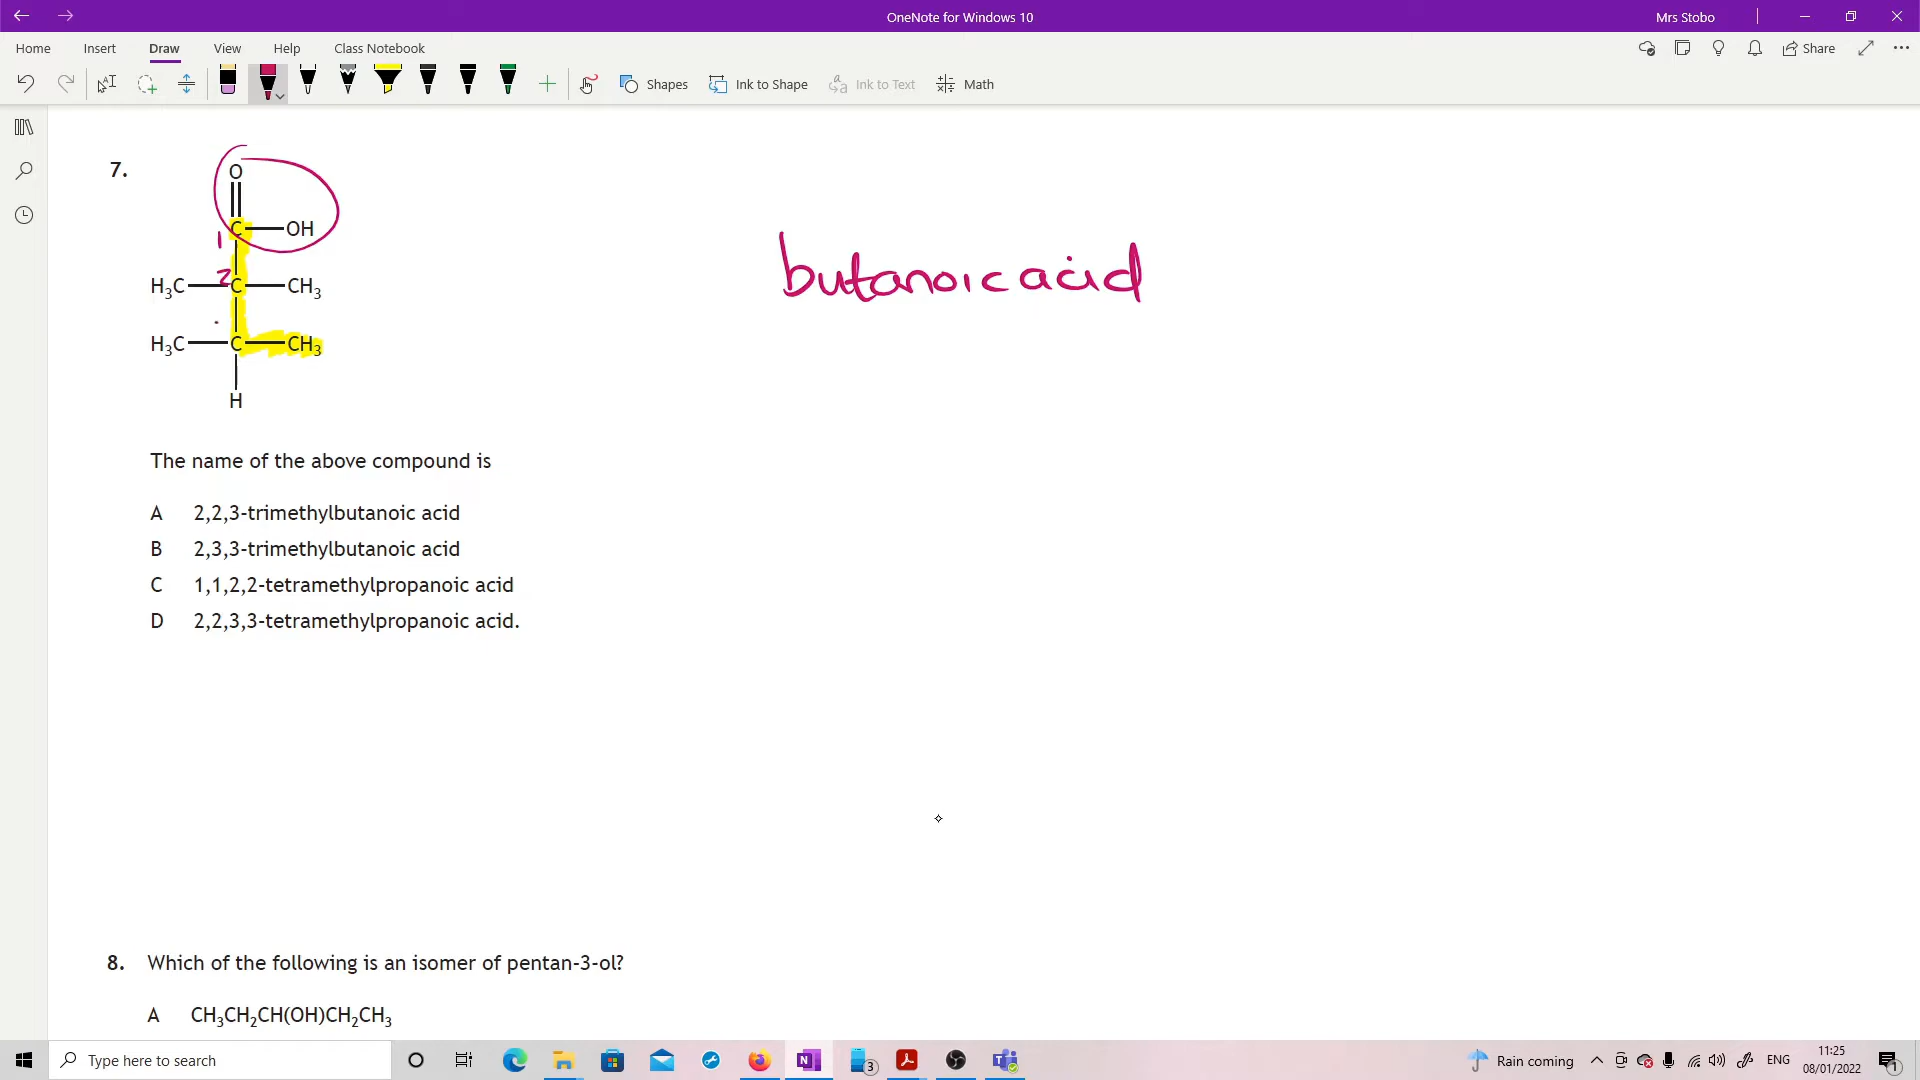 OneNote for Windows 10
Mrs Stobo
Home Insert Draw View Help Class Notebook
Share
Shapes Ink to Shape Ink to Text Math
7.
O
C OH
1
2
H₃C C CH₃
H₃C C CH₃
H
butanoic acid
The name of the above compound is
A 2,2,3-trimethylbutanoic acid
B 2,3,3-trimethylbutanoic acid
C 1,1,2,2-tetramethylpropanoic acid
D 2,2,3,3-tetramethylpropanoic acid.
8. Which of the following is an isomer of pentan-3-ol?
A CH₃CH₂CH(OH)CH₂CH₃
Type here to search
3
Rain coming
ENG
11:25
08/01/2022
1